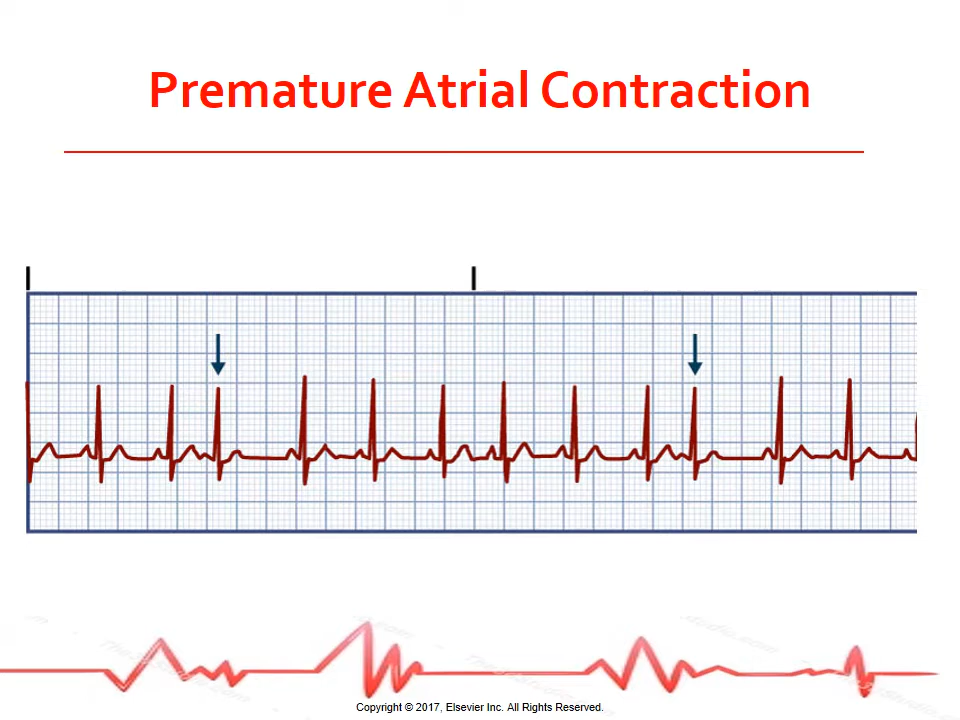 Premature Atrial Contraction
Copyright © 2017, Elsevier Inc. All Rights Reserved.